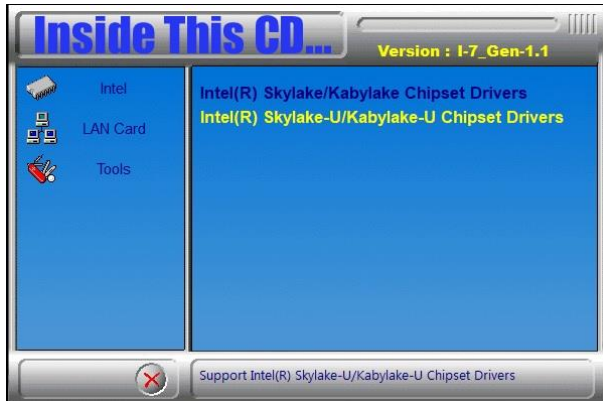 Inside This CD...
Version : I-7_Gen-1.1
Intel
LAN Card
Tools
Intel(R) Skylake/Kabylake Chipset Drivers
Intel(R) Skylake-U/Kabylake-U Chipset Drivers
Support Intel(R) Skylake-U/Kabylake-U Chipset Drivers